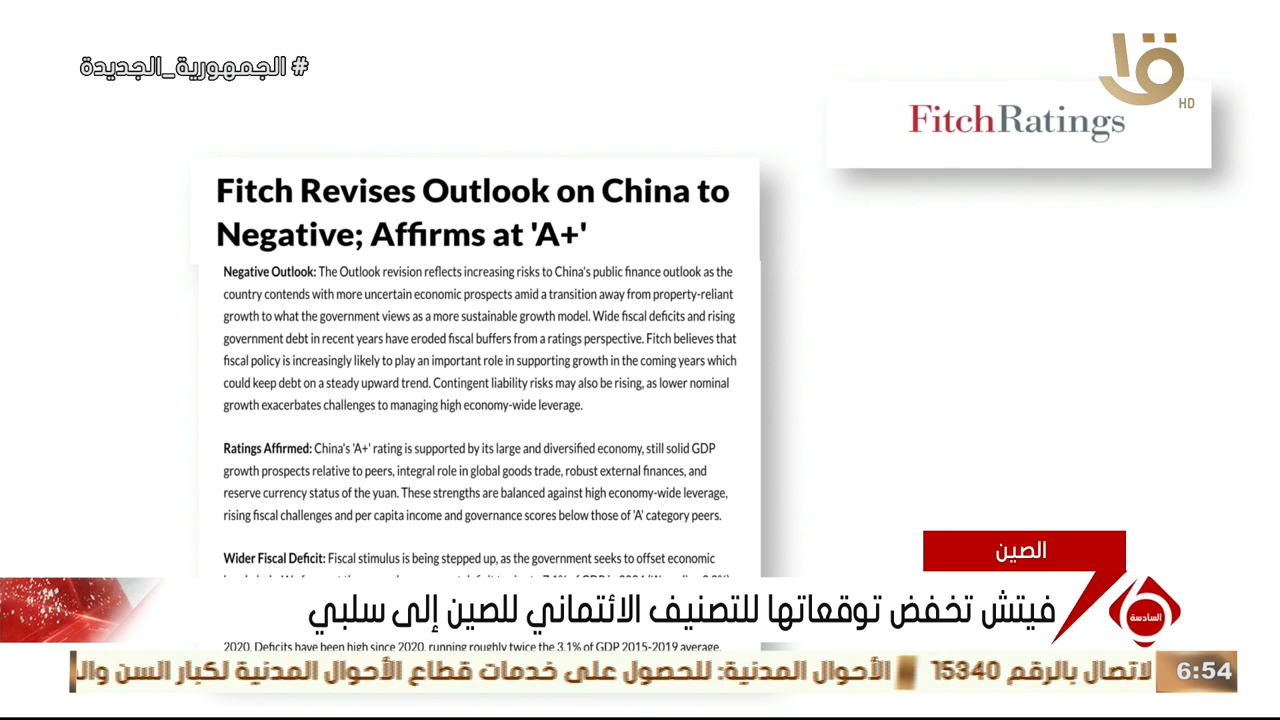 # الجمهورية_الجديدة
HD
FitchRatings
Fitch Revises Outlook on China to
Negative; Affirms at 'A+'
Negative Outlook: The Outlook revision reflects increasing risks to China's public finance outlook as the
country contends with more uncertain economic prospects amid a transition away from property-reliant
growth to what the government views as a more sustainable growth model. Wide fiscal deficits and rising
government debt in recent years have eroded fiscal buffers from a ratings perspective. Fitch believes that
fiscal policy is increasingly likely to play an important role in supporting growth in the coming years which
could keep debt on a steady upward trend. Contingent liability risks may also be rising, as lower nominal
growth exacerbates challenges to managing high economy-wide leverage.
Ratings Affirmed: China's 'A+' rating is supported by its large and diversified economy, still solid GDP
growth prospects relative to peers, integral role in global goods trade, robust external finances, and
reserve currency status of the yuan. These strengths are balanced against high economy-wide leverage,
rising fiscal challenges and per capita income and governance scores below those of 'A' category peers.
Wider Fiscal Deficit: Fiscal stimulus is being stepped up, as the government seeks to offset economic
2020. Deficits have been high since 2020, running roughly twice the 3.1% of GDP 2015-2019 average.
الصين
فيتش تخفض توقعاتها للتصنيف الائتماني للصين إلى سلبي
السادسة
6:54
لاتصال بالرقم 15340
الأحوال المدنية: للحصول على خدمات قطاع الأحوال المدنية لكبار السن وال